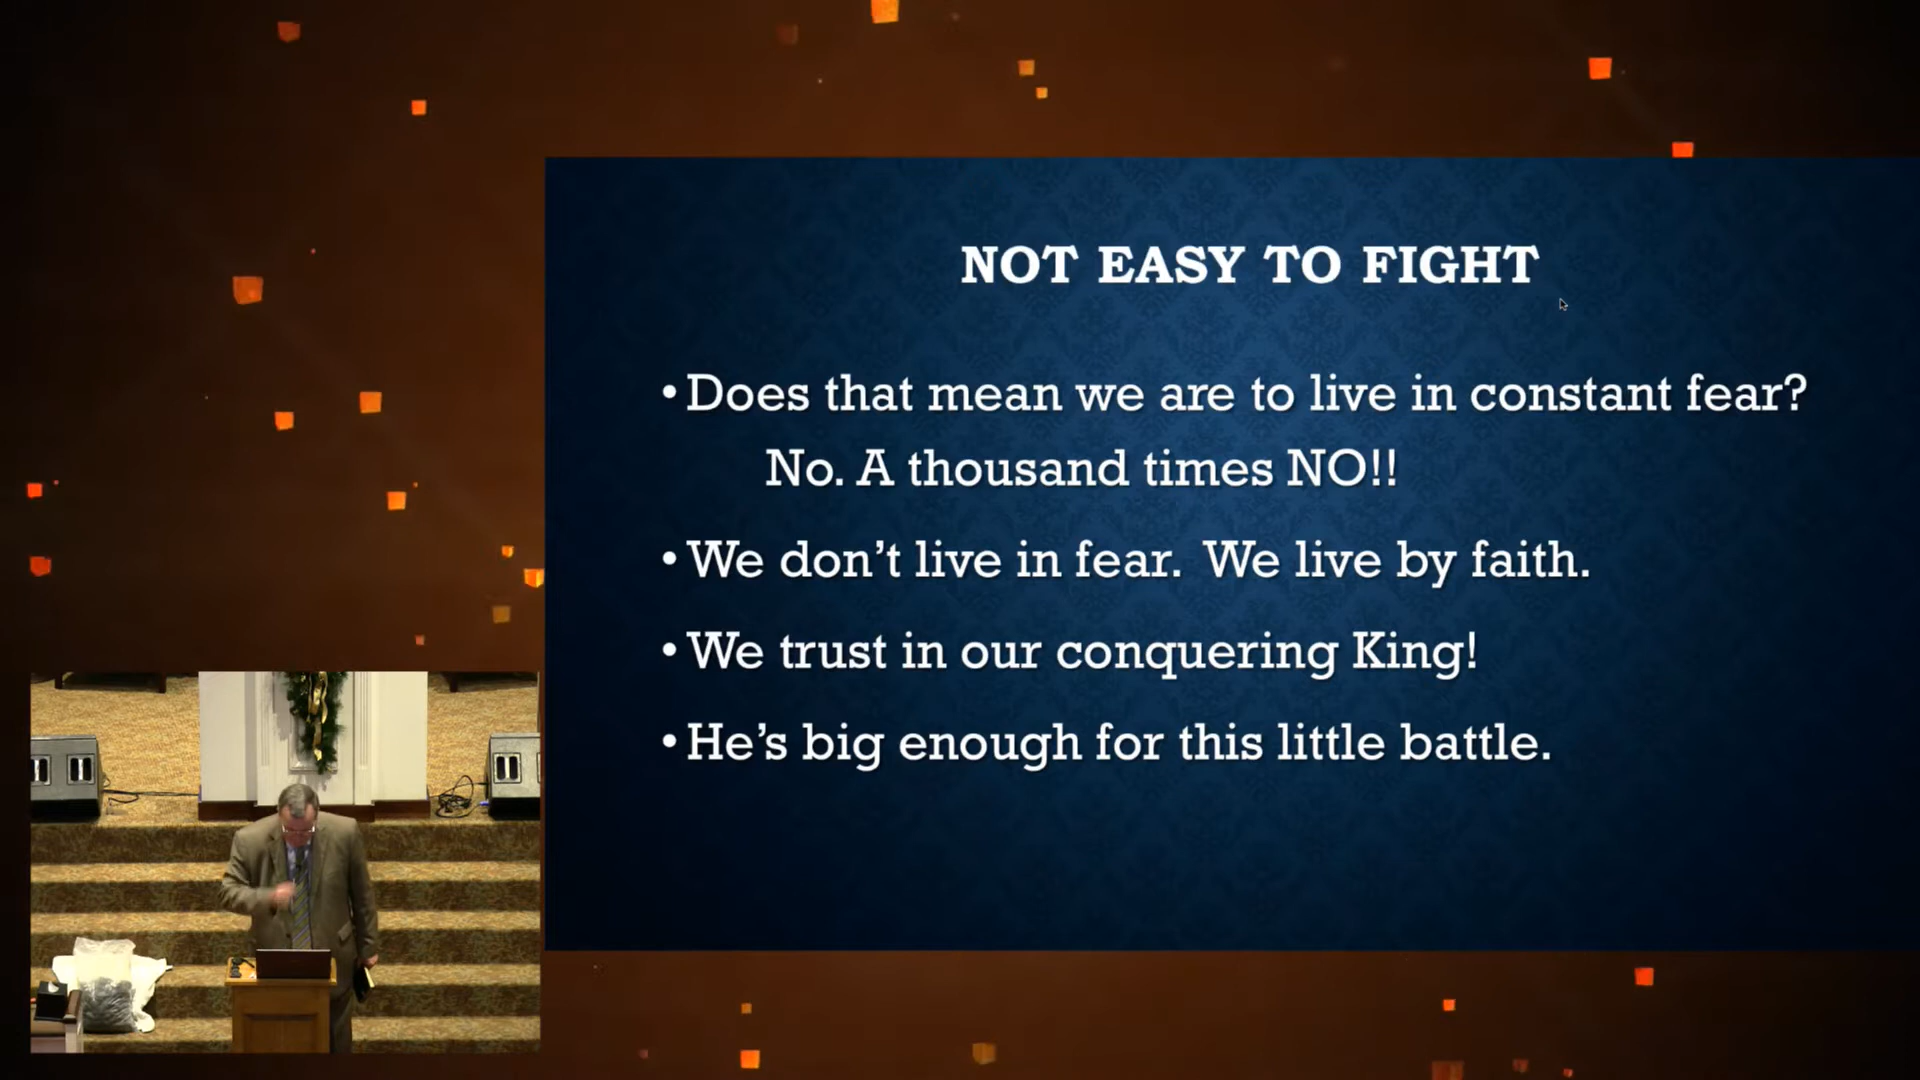 NOT EASY TO FIGHT
•Does that mean we are to live in constant fear?
No. A thousand times NO!!
•We don’t live in fear.  We live by faith.
•We trust in our conquering King!
•He’s big enough for this little battle.